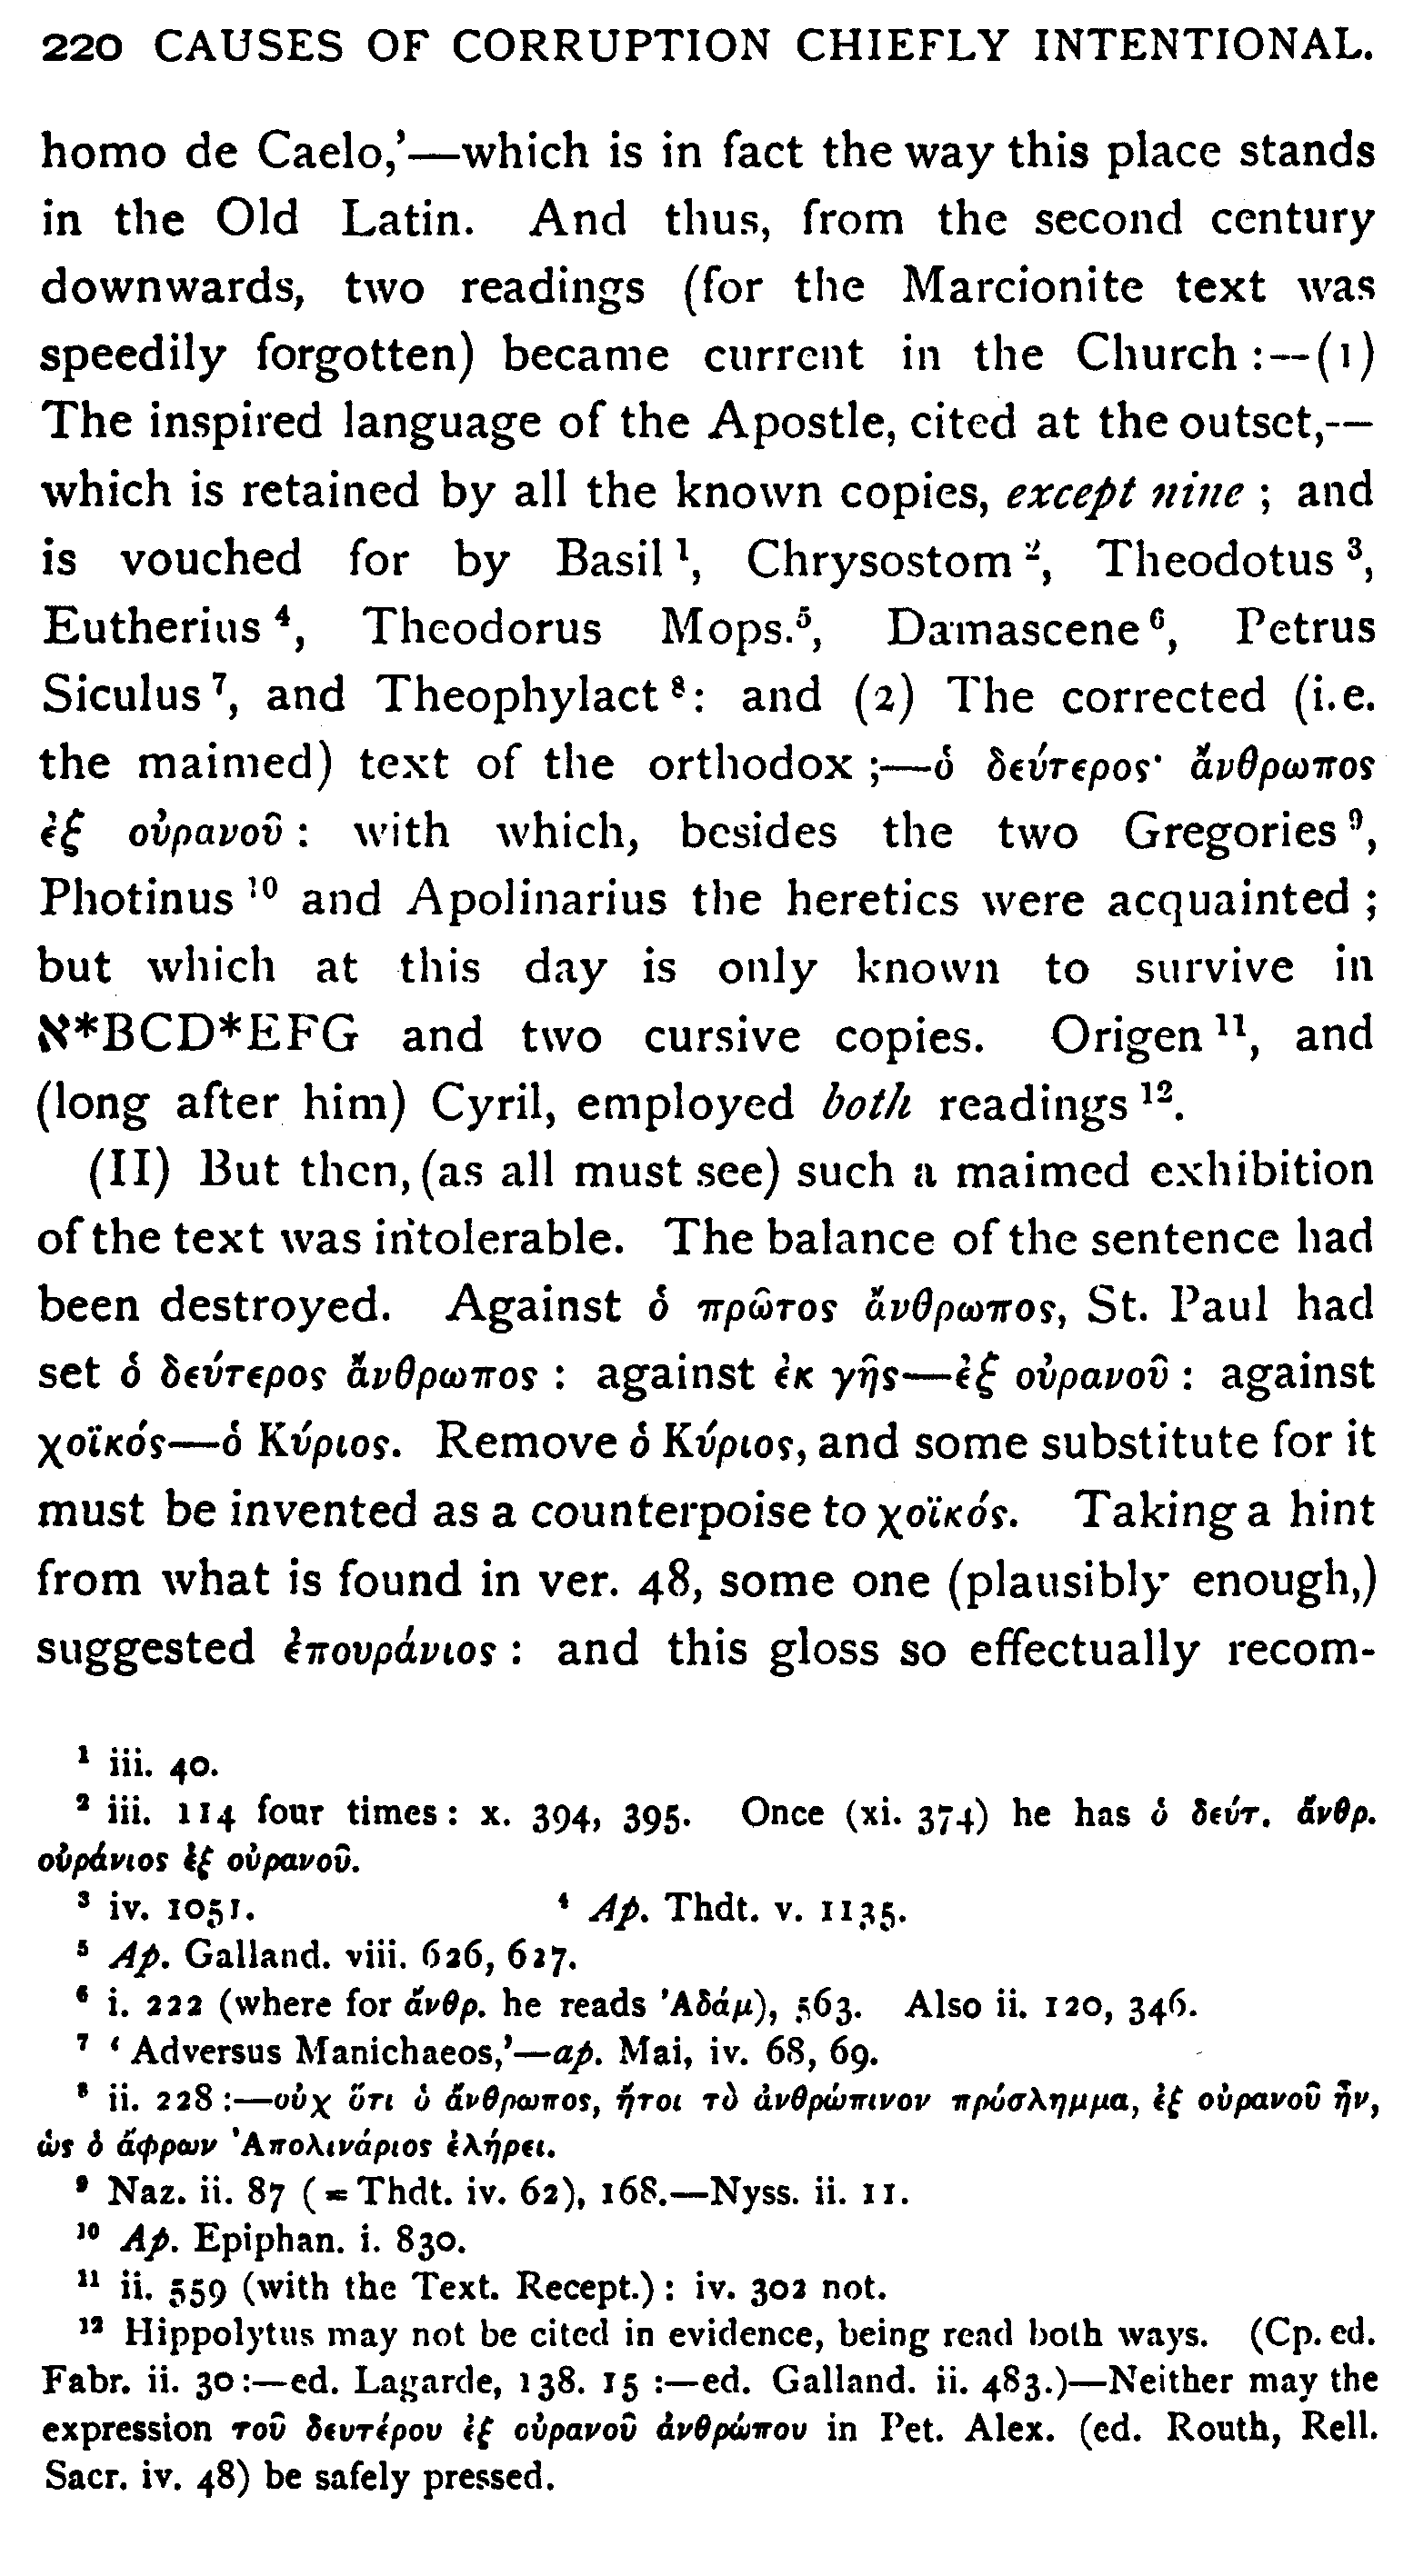 220 CAUSES OF CORRUPTION CHIEFLY INTENTIONAL.
homo de Caelo,’—which is in fact the way this place stands
in the Old Latin. And thus, from the second century
downwards, two readings (for the Marcionite text was
speedily forgotten) became current in the Church :—(1)
The inspired language of the Apostle, cited at the outset,—
which is retained by all the known copies, except nine ; and
is vouched for by Basil ¹, Chrysostom ², Theodotus ³,
Eutherius ⁴, Theodorus Mops.⁵, Damascene ⁶, Petrus
Siculus ⁷, and Theophylact ⁸: and (2) The corrected (i.e.
the maimed) text of the orthodox ;—ὁ δεύτερος· ἄνθρωπος
ἐξ οὐρανοῦ : with which, besides the two Gregories ⁹,
Photinus ¹⁰ and Apolinarius the heretics were acquainted ;
but which at this day is only known to survive in
ℵ*BCD*EFG and two cursive copies. Origen ¹¹, and
(long after him) Cyril, employed both readings ¹².
(II) But then, (as all must see) such a maimed exhibition
of the text was intolerable. The balance of the sentence had
been destroyed. Against ὁ πρῶτος ἄνθρωπος, St. Paul had
set ὁ δεύτερος ἄνθρωπος : against ἐκ γῆς—ἐξ οὐρανοῦ : against
χοϊκός—ὁ Κύριος. Remove ὁ Κύριος, and some substitute for it
must be invented as a counterpoise to χοϊκός. Taking a hint
from what is found in ver. 48, some one (plausibly enough,)
suggested ἐπουράνιος : and this gloss so effectually recom-
¹ iii. 40.
² iii. 114 four times : x. 394, 395. Once (xi. 374) he has ὁ δεύτ. ἄνθρ.
οὐράνιος ἐξ οὐρανοῦ.
³ iv. 1051. ⁴ Ap. Thdt. v. 1135.
⁵ Ap. Galland. viii. 626, 627.
⁶ i. 222 (where for ἄνθρ. he reads Ἀδάμ), 563. Also ii. 120, 346.
⁷ ‘Adversus Manichaeos,’—ap. Mai, iv. 68, 69.
⁸ ii. 228 :—οὐχ ὅτι ὁ ἄνθρωπος, ἤτοι τὸ ἀνθρώπινον πρόσλημμα, ἐξ οὐρανοῦ ἦν,
ὡς ὁ ἄφρων Ἀπολινάριος ἐλήρει.
⁹ Naz. ii. 87 (=Thdt. iv. 62), 168.—Nyss. ii. 11.
¹⁰ Ap. Epiphan. i. 830.
¹¹ ii. 559 (with the Text. Recept.) : iv. 302 not.
¹² Hippolytus may not be cited in evidence, being read both ways. (Cp. ed.
Fabr. ii. 30 :—ed. Lagarde, 138. 15 :—ed. Galland. ii. 483.)—Neither may the
expression τοῦ δευτέρου ἐξ οὐρανοῦ ἀνθρώπου in Pet. Alex. (ed. Routh, Rell.
Sacr. iv. 48) be safely pressed.